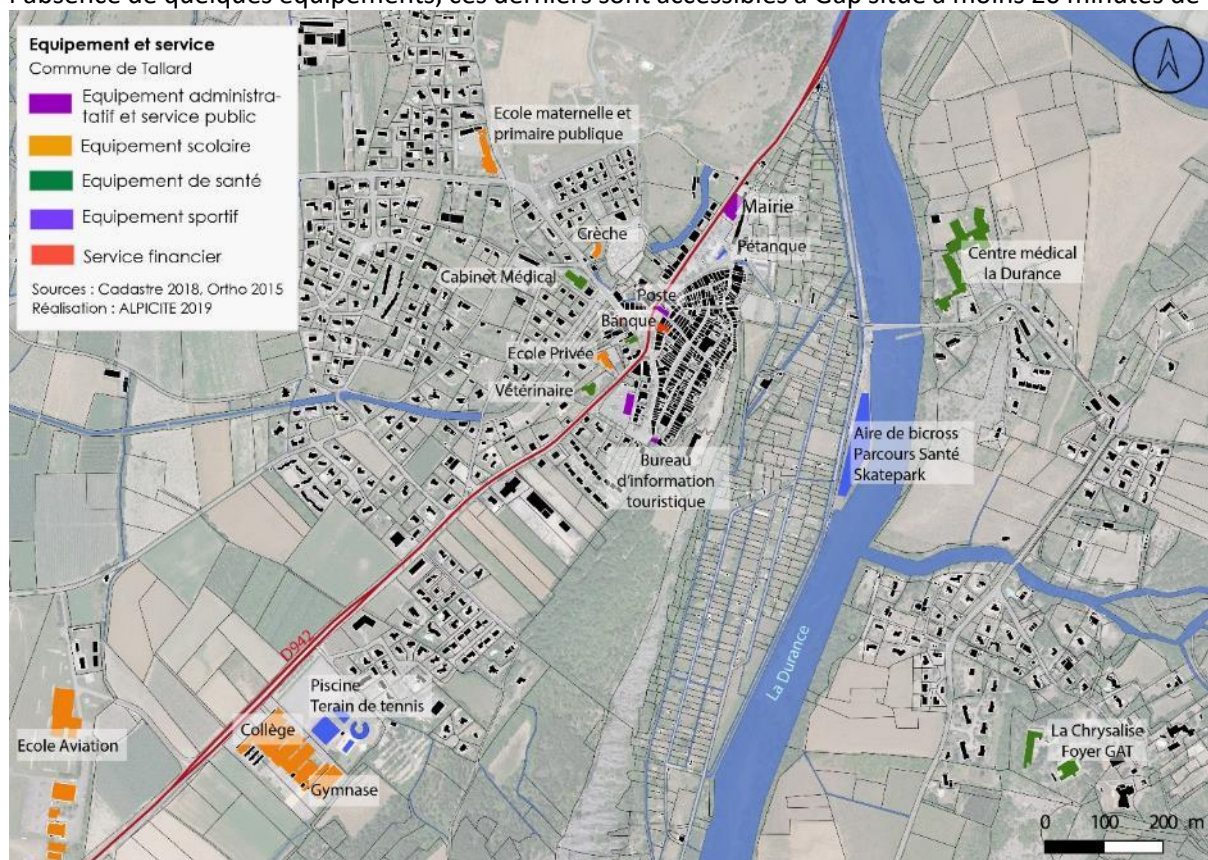 l'absence de quelques équipements, ces derniers sont accessibles à Gap situé à moins 20 minutes de
Equipement et service
Commune de Tallard
Equipement administra-
tatif et service public
Equipement scolaire
Equipement de santé
Equipement sportif
Service financier
Sources : Cadastre 2018, Ortho 2015
Réalisation : ALPICITE 2019
Ecole maternelle et
primaire publique
Mairie
Pétanque
Crèche
Cabinet Médical
Centre médical
la Durance
Poste
Banque
Ecole Privée
Vétérinaire
Aire de bicross
Parcours Santé
Skatepark
Bureau
d'information
touristique
D942
La Durance
Piscine
Terain de tennis
Collège
Ecole Aviation
Gymnase
La Chrysalise
Foyer GAT
0 100 200 m